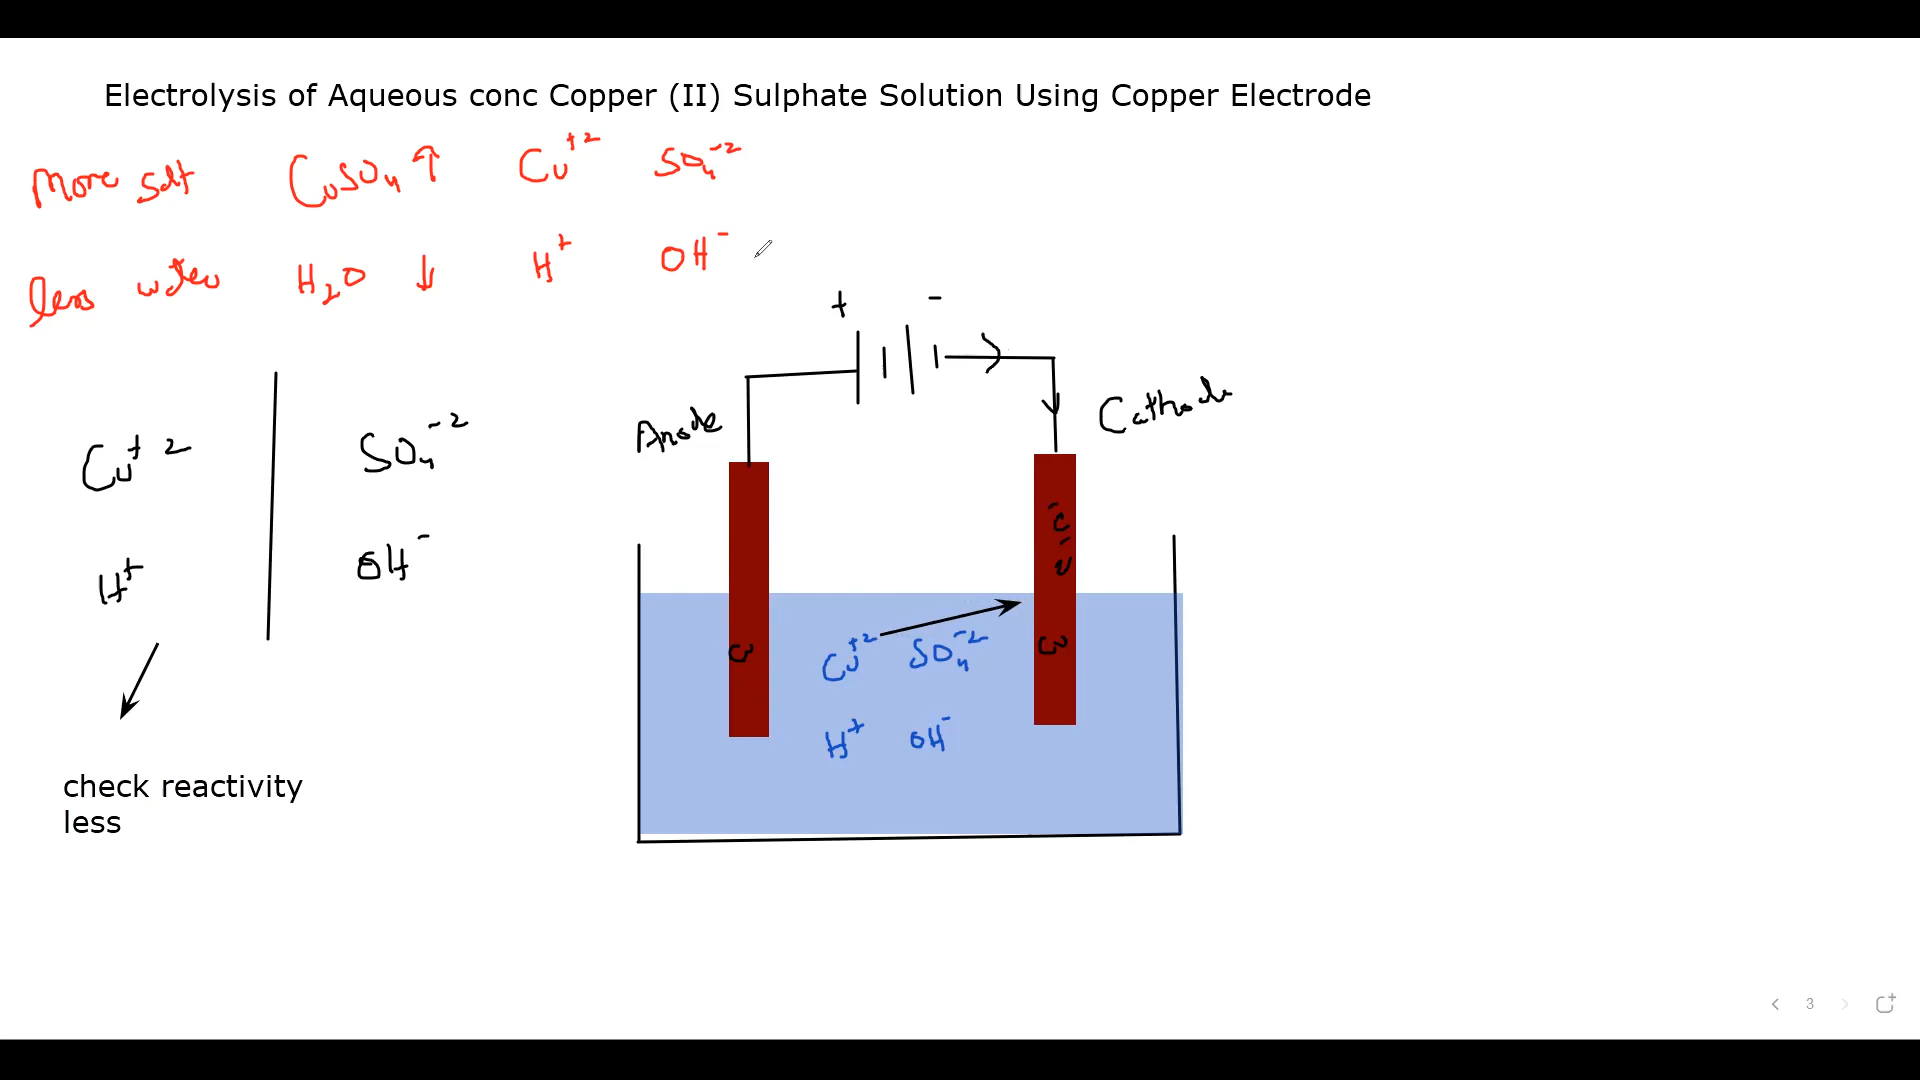 Electrolysis of Aqueous conc Copper (II) Sulphate Solution Using Copper Electrode
More salt CuSO₄ ↑ Cu⁺² SO₄⁻²
less water H₂O ↓ H⁺ OH⁻
+ -
Anode Cathode
Cu⁺² SO₄⁻²
H⁺ OH⁻
e⁻
e⁻
Cu Cu
Cu⁺² SO₄⁻²
H⁺ OH⁻
check reactivity
less
3